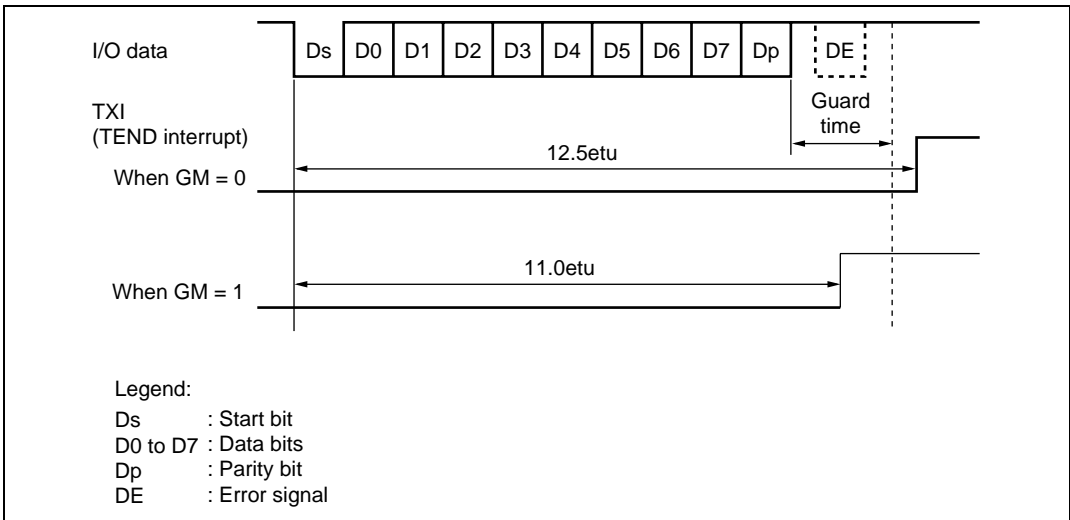 I/O data
Ds D0 D1 D2 D3 D4 D5 D6 D7 Dp DE
Guard
time
TXI
(TEND interrupt)
12.5etu
When GM = 0
11.0etu
When GM = 1
Legend:
Ds : Start bit
D0 to D7 : Data bits
Dp : Parity bit
DE : Error signal